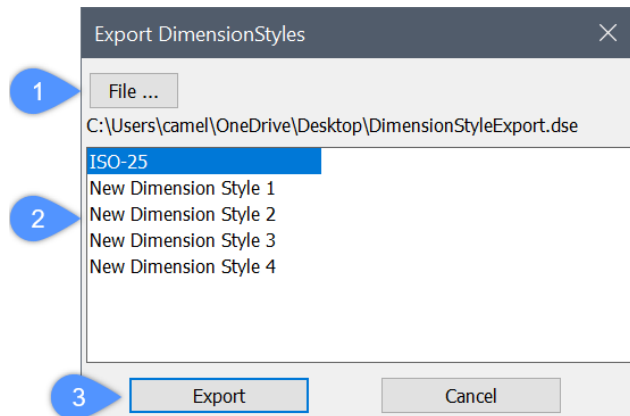 Export DimensionStyles
1
File ...
C:\Users\camel\OneDrive\Desktop\DimensionStyleExport.dse
ISO-25
New Dimension Style 1
2
New Dimension Style 2
New Dimension Style 3
New Dimension Style 4
3
Export
Cancel